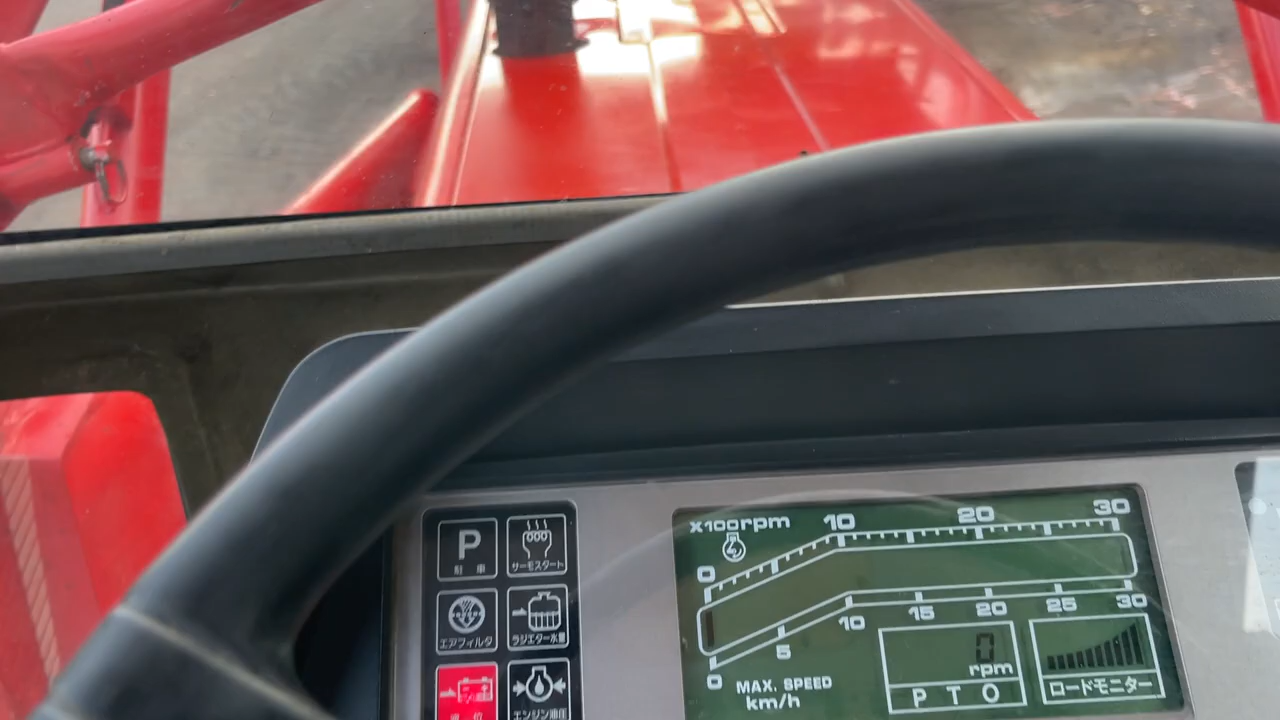 P
駐 車
サーモスタート
エアフィルタ
ラジエター水量
エンジン油圧
x100rpm
0
10
20
30
0
5
10
15
20
25
30
MAX. SPEED
km/h
0
rpm
P T O
ロードモニター